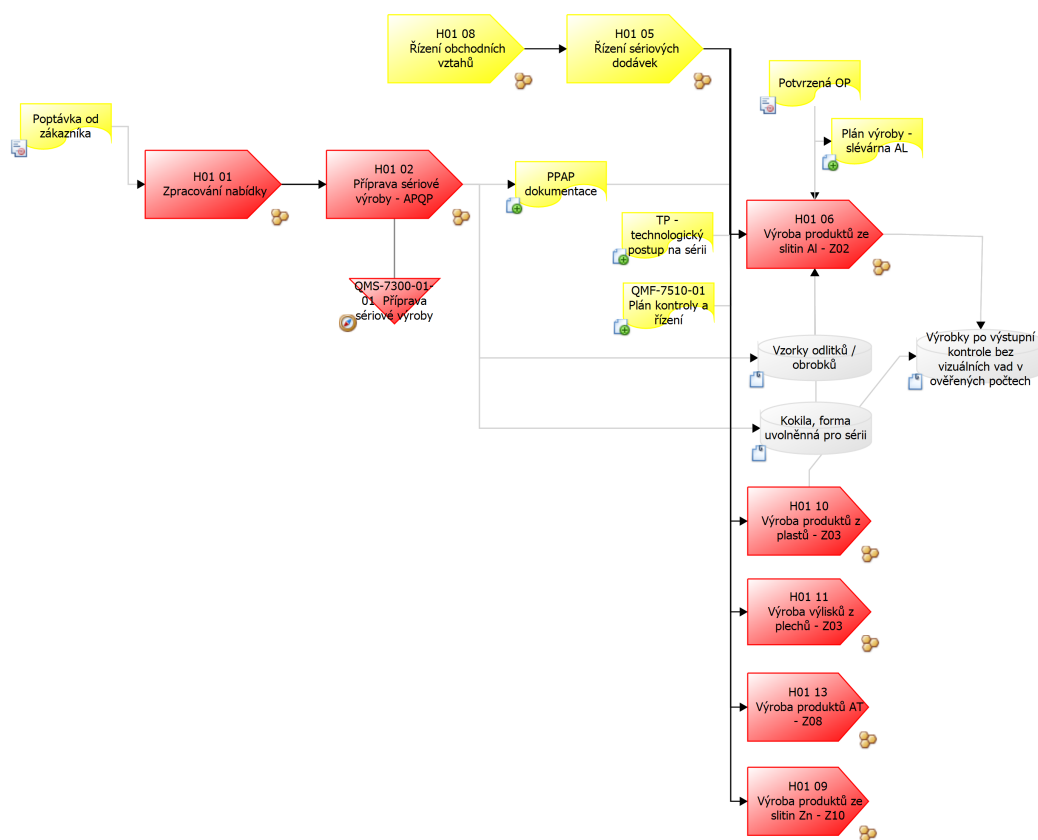 H01 08
Řízení obchodních
vztahů
H01 05
Řízení sériových
dodávek
Potvrzená OP
Poptávka od
zákazníka
Plán výroby -
slévárna AL
H01 01
Zpracování nabídky
H01 02
Příprava sériové
výroby - APQP
PPAP
dokumentace
TP -
technologický
postup na sérii
H01 06
Výroba produktů ze
slitin Al - Z02
QMS-7300-01-
01 Příprava
sériové výroby
QMF-7510-01
Plán kontroly a
řízení
Vzorky odlitků /
obrobků
Výrobky po výstupní
kontrole bez
vizuálních vad v
ověřených počtech
Kokila, forma
uvolněnná pro sérii
H01 10
Výroba produktů z
plastů - Z03
H01 11
Výroba výlisků z
plechů - Z03
H01 13
Výroba produktů AT
- Z08
H01 09
Výroba produktů ze
slitin Zn - Z10